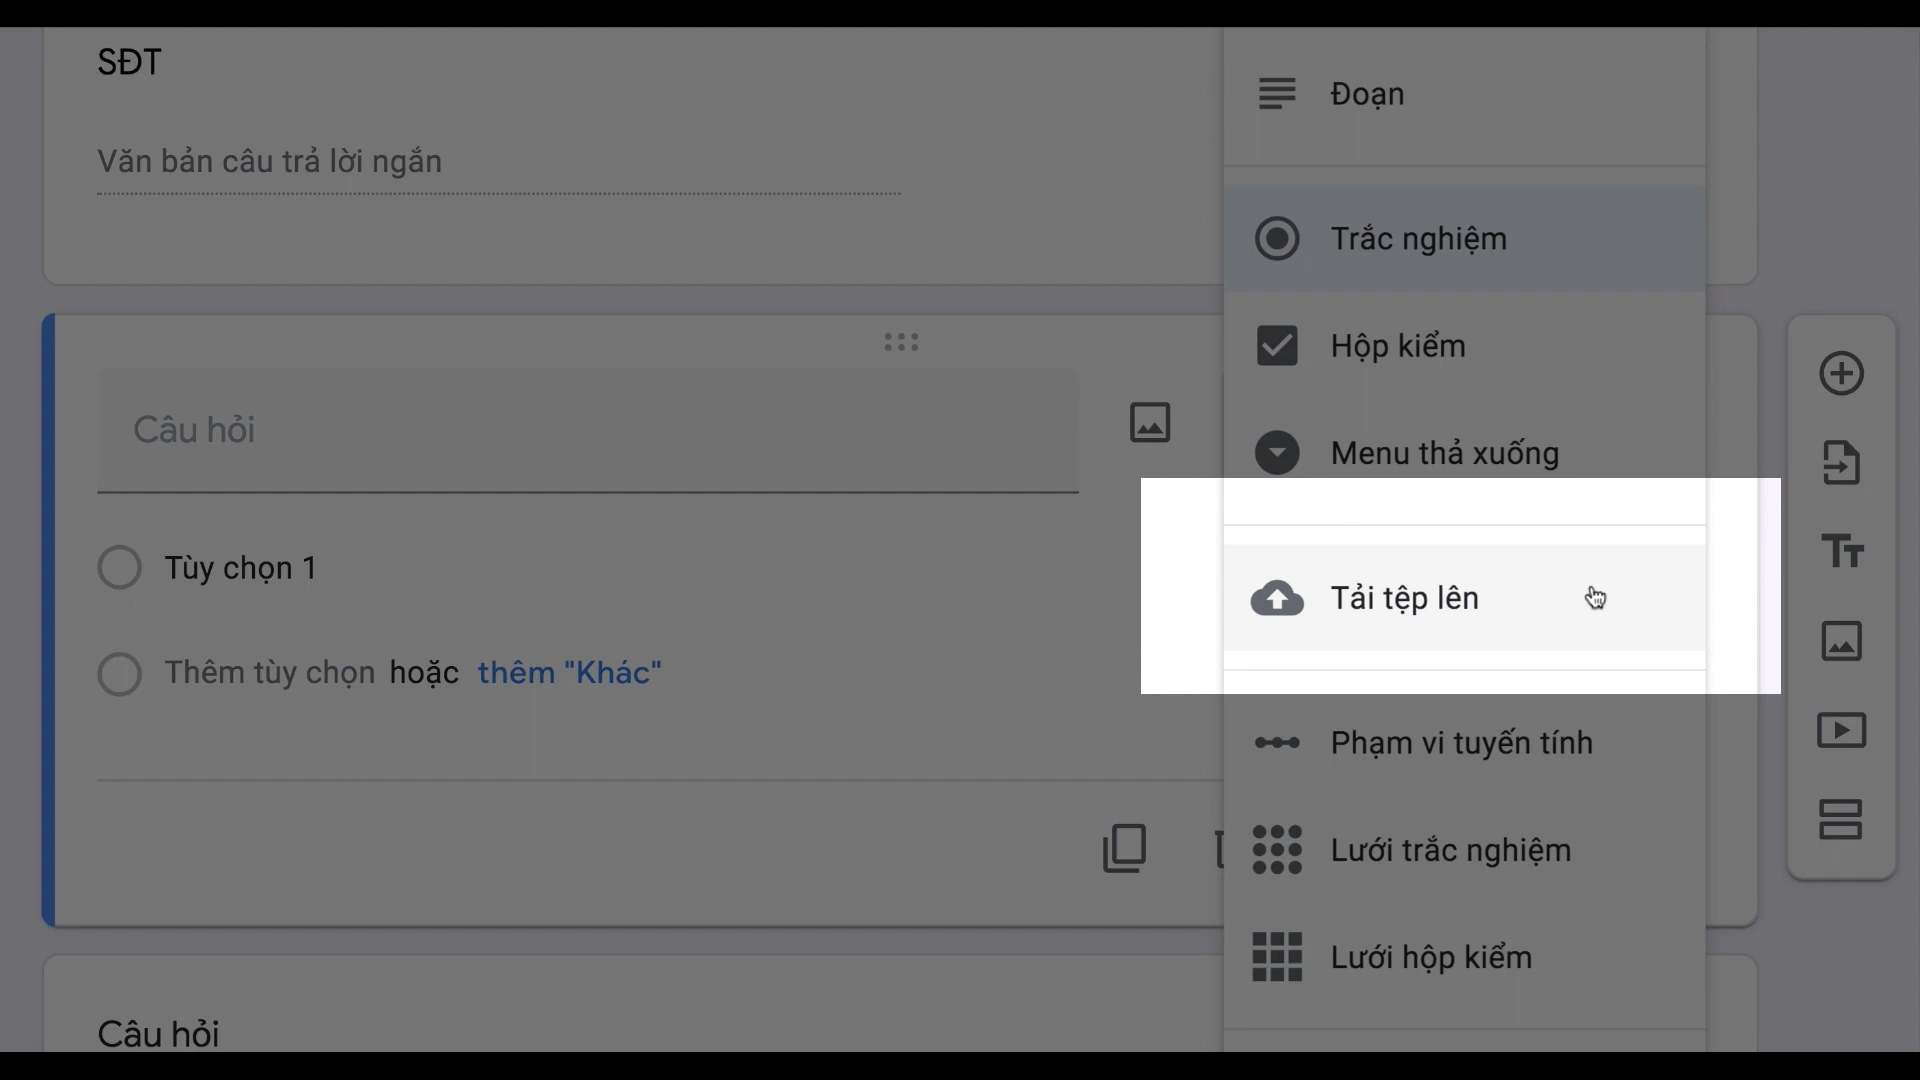 SĐT
Văn bản câu trả lời ngắn
Câu hỏi
Tùy chọn 1
Thêm tùy chọn hoặc thêm "Khác"
Câu hỏi
Đoạn
Trắc nghiệm
Hộp kiểm
Menu thả xuống
Tải tệp lên
Phạm vi tuyến tính
Lưới trắc nghiệm
Lưới hộp kiểm